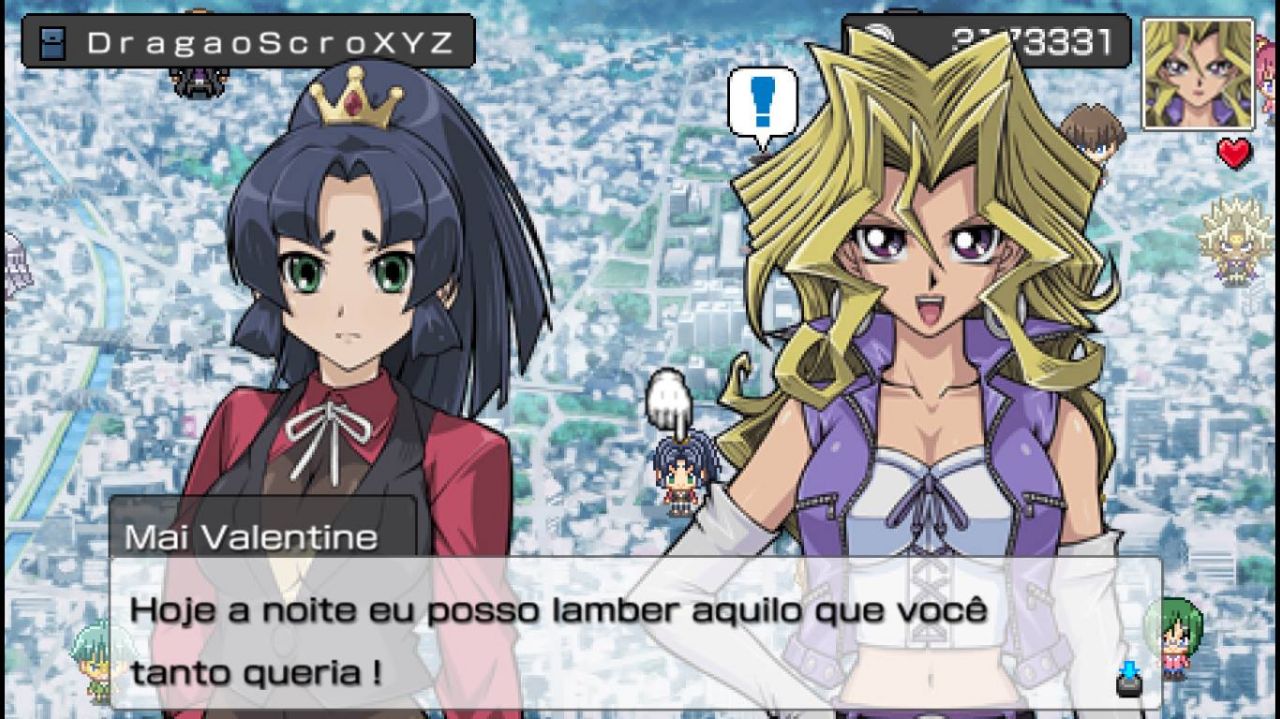 DragaoScroXYZ
Mai Valentine
Hoje a noite eu posso lamber aquilo que você
tanto queria !